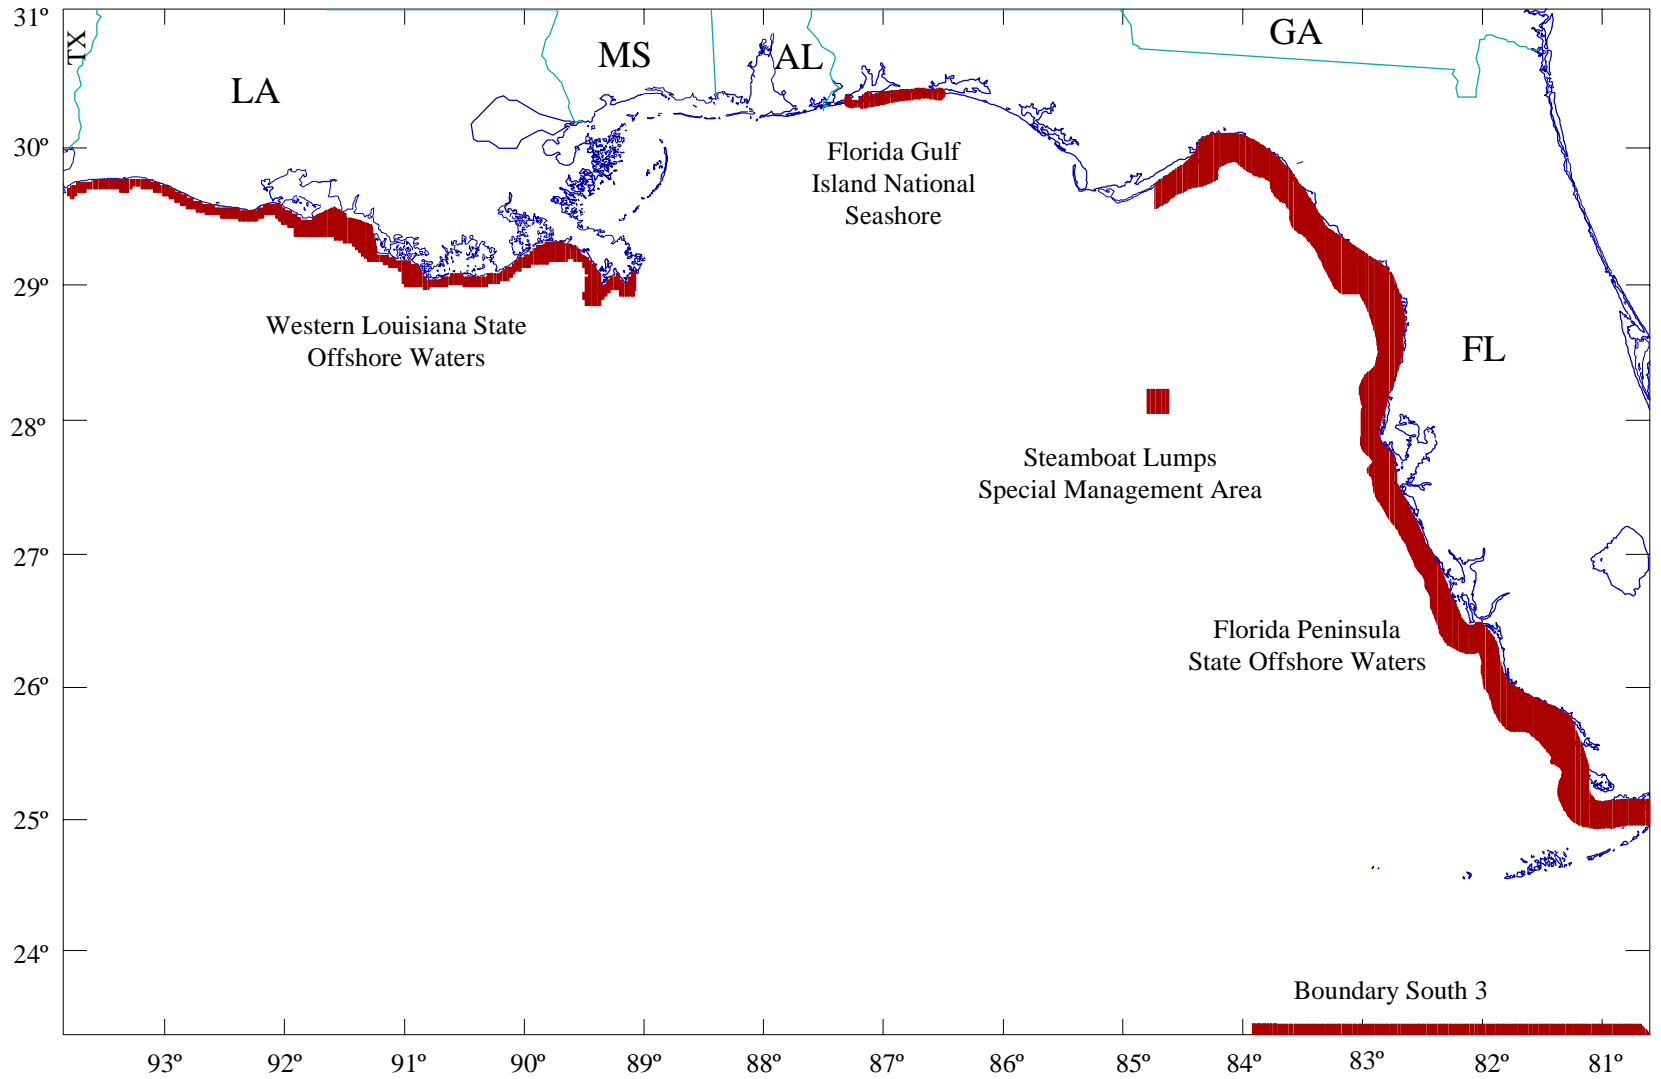 31º
TX
LA
MS
AL
GA
30º
Florida Gulf
Island National
Seashore
29º
Western Louisiana State
Offshore Waters
FL
28º
Steamboat Lumps
Special Management Area
27º
Florida Peninsula
State Offshore Waters
26º
25º
24º
Boundary South 3
93º 92º 91º 90º 89º 88º 87º 86º 85º 84º 83º 82º 81º